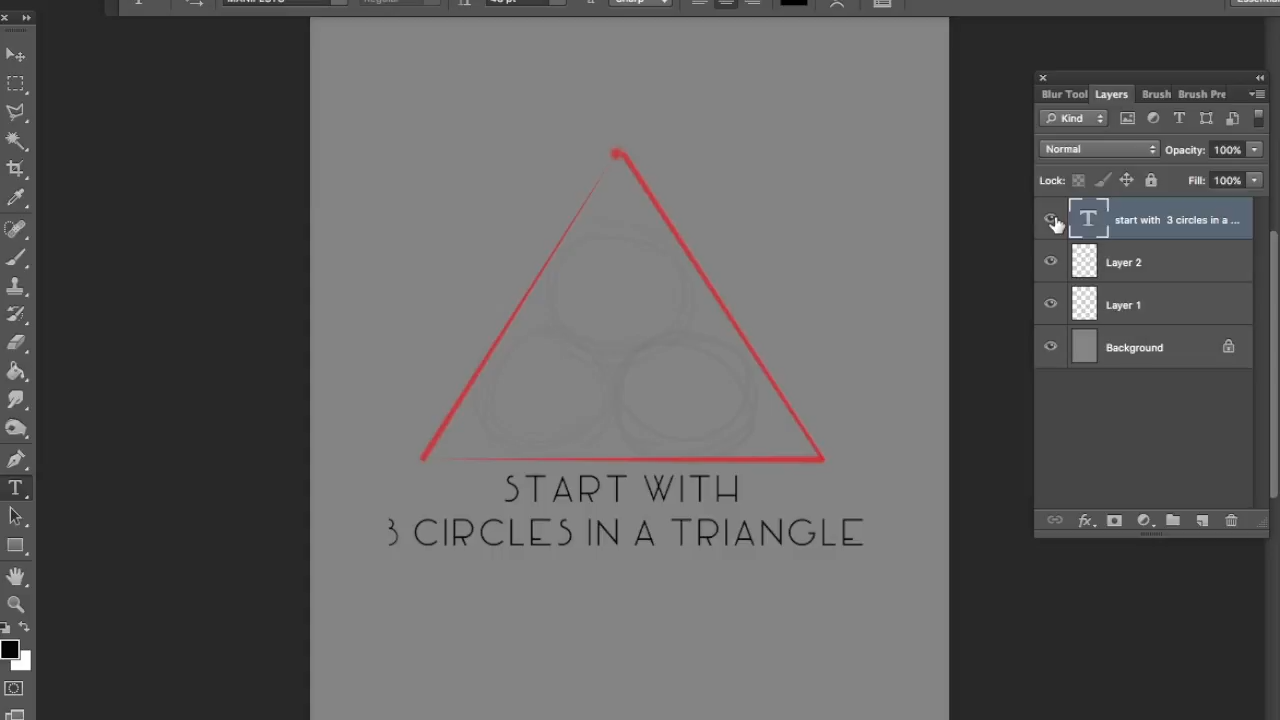 Blur Tool Layers Brush Brush Pre
Kind
Normal Opacity: 100%
Lock: Fill: 100%
start with 3 circles in a ...
Layer 2
Layer 1
Background
START WITH
3 CIRCLES IN A TRIANGLE